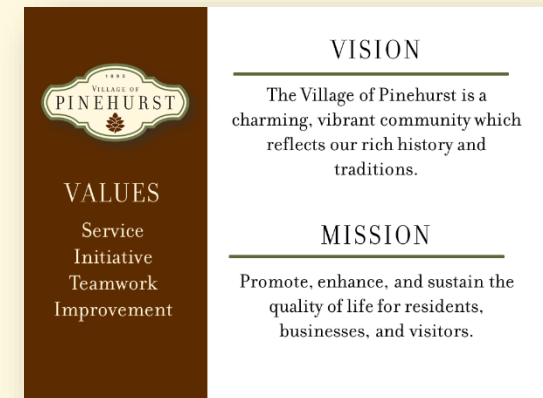 1895
VILLAGE OF
PINEHURST
VALUES
Service
Initiative
Teamwork
Improvement
VISION
The Village of Pinehurst is a
charming, vibrant community which
reflects our rich history and
traditions.
MISSION
Promote, enhance, and sustain the
quality of life for residents,
businesses, and visitors.